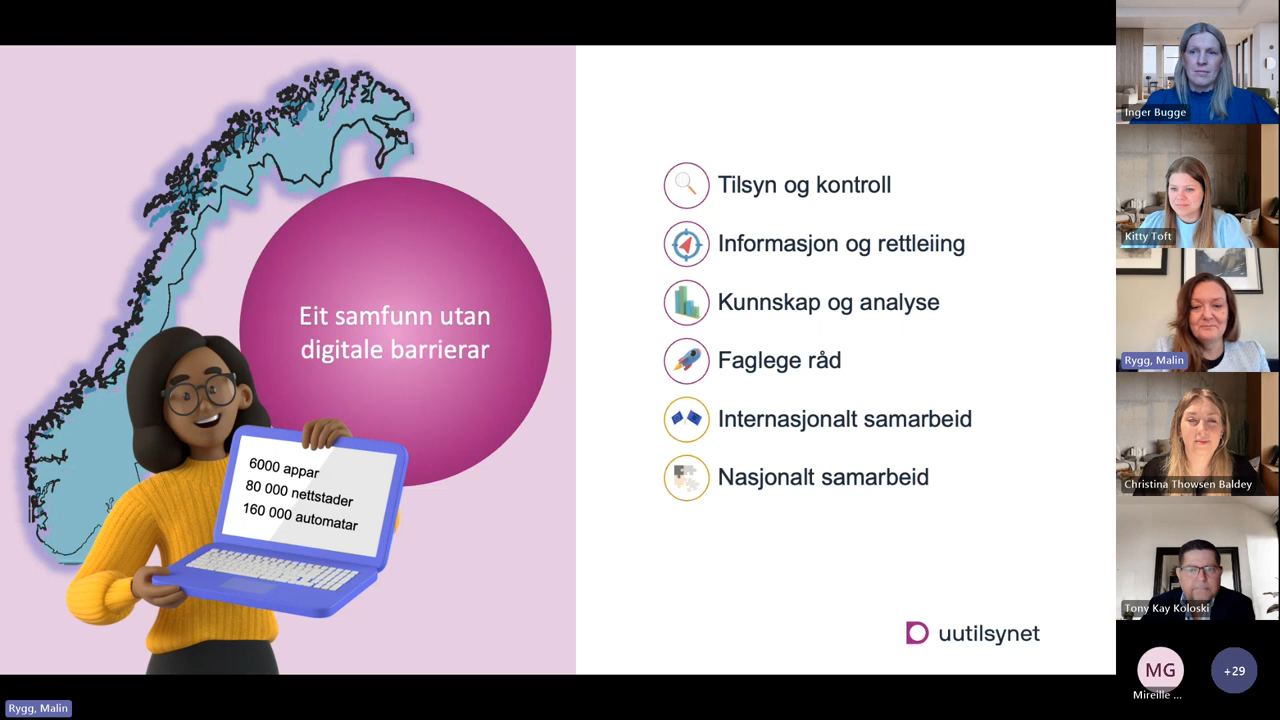 Eit samfunn utan
digitale barrierar
6000 appar
80 000 nettstader
160 000 automatar
Tilsyn og kontroll
Informasjon og rettleiing
Kunnskap og analyse
Faglege råd
Internasjonalt samarbeid
Nasjonalt samarbeid
uutilsynet
Inger Bugge
Kitty Toft
Rygg, Malin
Christina Thowsen Baldey
Tony Kay Koloski
MG
Mireille ...
+29
Rygg, Malin